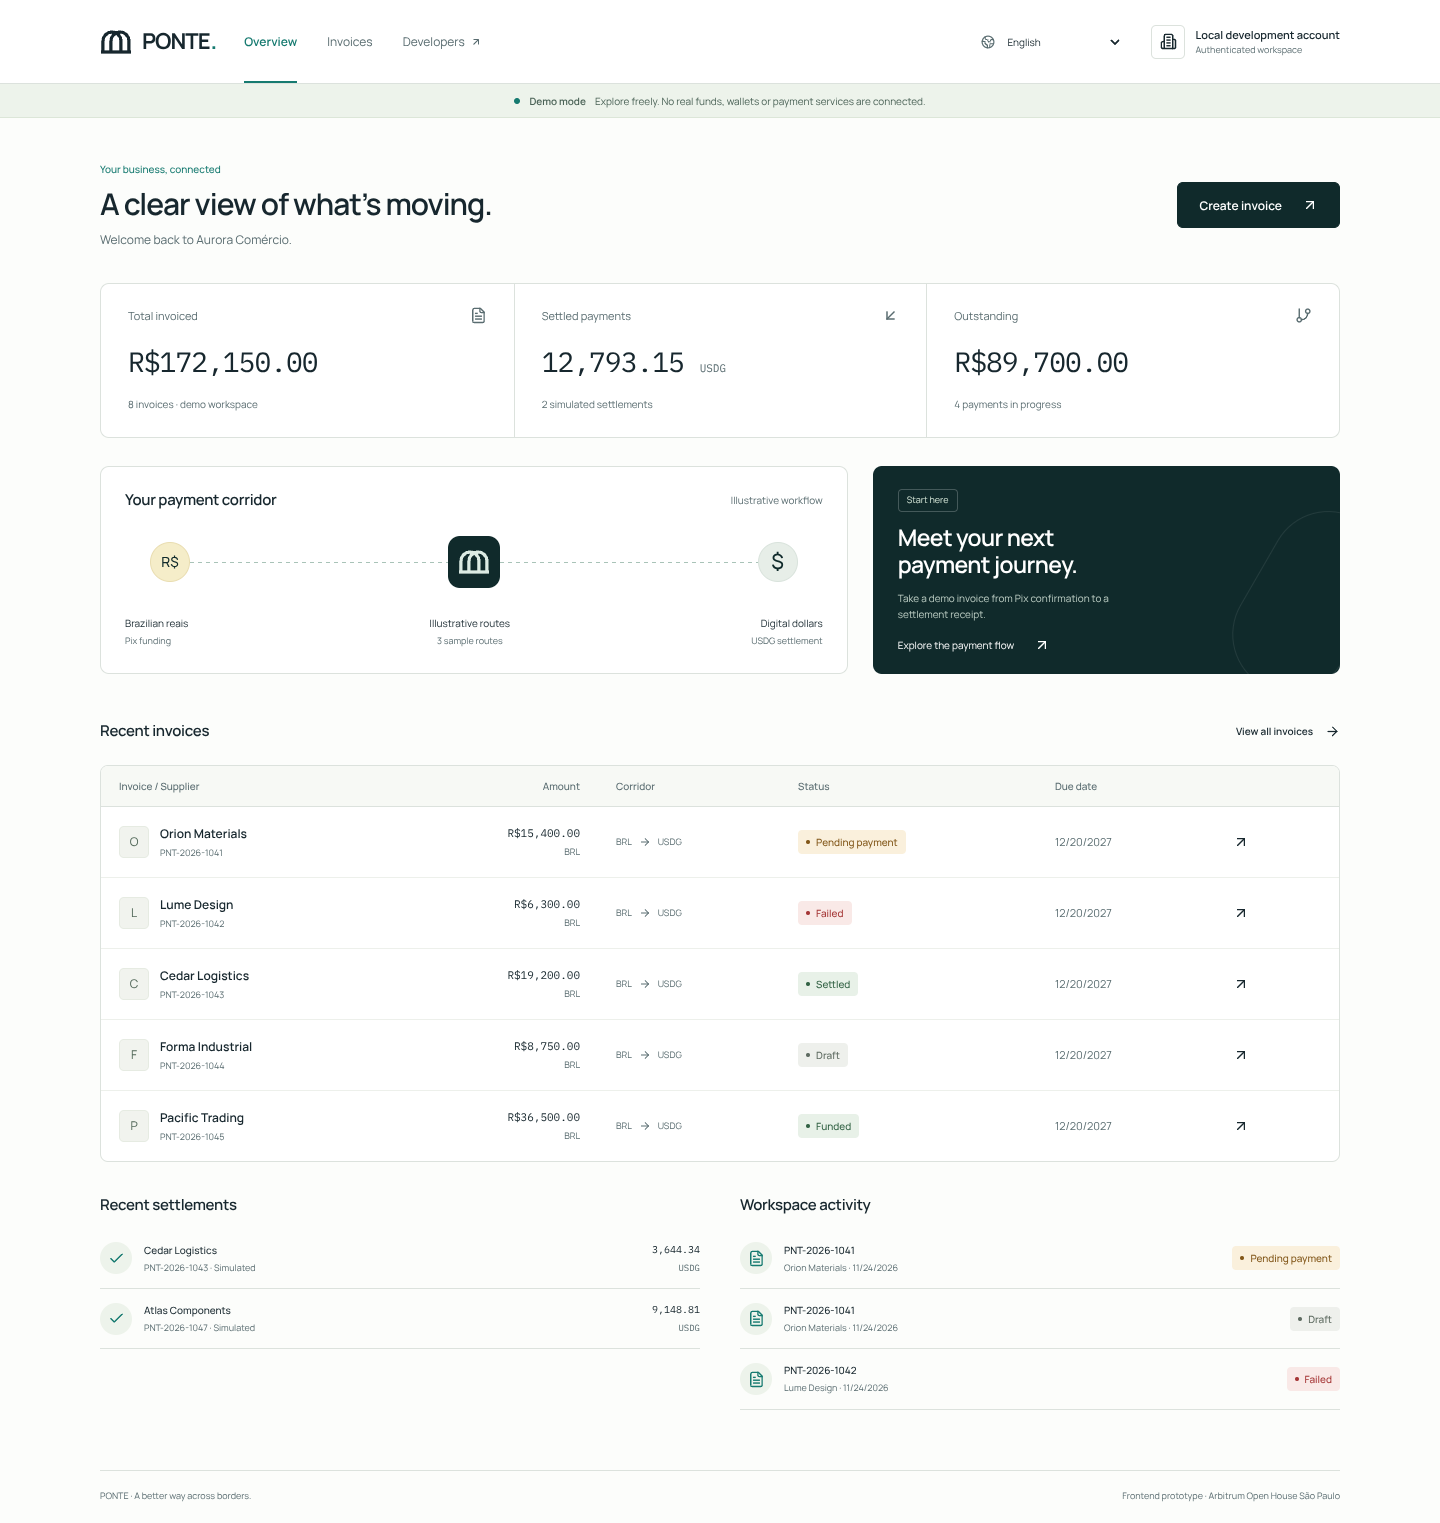 PONTE.
Overview
Invoices
Developers
English
Local development account
Authenticated workspace
Demo mode Explore freely. No real funds, wallets or payment services are connected.
Your business, connected
A clear view of what's moving.
Welcome back to Aurora Comércio.
Create invoice
Total invoiced
R$172,150.00
8 invoices · demo workspace
Settled payments
12,793.15 USDG
2 simulated settlements
Outstanding
R$89,700.00
4 payments in progress
Your payment corridor
Illustrative workflow
R$
$
Brazilian reais
Pix funding
Illustrative routes
3 sample routes
Digital dollars
USDG settlement
Start here
Meet your next
payment journey.
Take a demo invoice from Pix confirmation to a
settlement receipt.
Explore the payment flow
Recent invoices
View all invoices
Invoice / Supplier Amount Corridor Status Due date
O Orion Materials R$15,400.00 BRL → USDG Pending payment 12/20/2027
PNT-2026-1041 BRL
L Lume Design R$6,300.00 BRL → USDG Failed 12/20/2027
PNT-2026-1042 BRL
C Cedar Logistics R$19,200.00 BRL → USDG Settled 12/20/2027
PNT-2026-1043 BRL
F Forma Industrial R$8,750.00 BRL → USDG Draft 12/20/2027
PNT-2026-1044 BRL
P Pacific Trading R$36,500.00 BRL → USDG Funded 12/20/2027
PNT-2026-1045 BRL
Recent settlements
Cedar Logistics 3,644.34
PNT-2026-1043 · Simulated USDG
Atlas Components 9,148.81
PNT-2026-1047 · Simulated USDG
Workspace activity
PNT-2026-1041
Orion Materials · 11/24/2026
Pending payment
PNT-2026-1041
Orion Materials · 11/24/2026
Draft
PNT-2026-1042
Lume Design · 11/24/2026
Failed
PONTE · A better way across borders.
Frontend prototype · Arbitrum Open House São Paulo